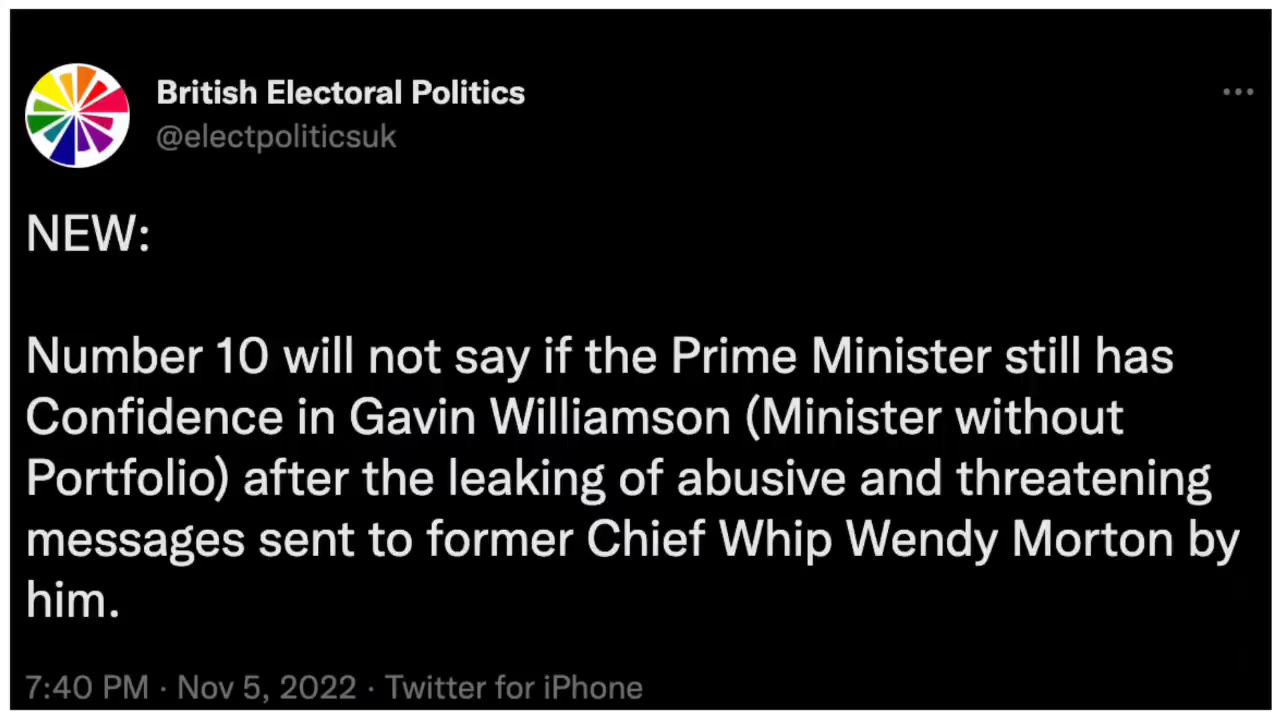 British Electoral Politics
@electpoliticsuk
NEW:
Number 10 will not say if the Prime Minister still has
Confidence in Gavin Williamson (Minister without
Portfolio) after the leaking of abusive and threatening
messages sent to former Chief Whip Wendy Morton by
him.
7:40 PM · Nov 5, 2022 · Twitter for iPhone